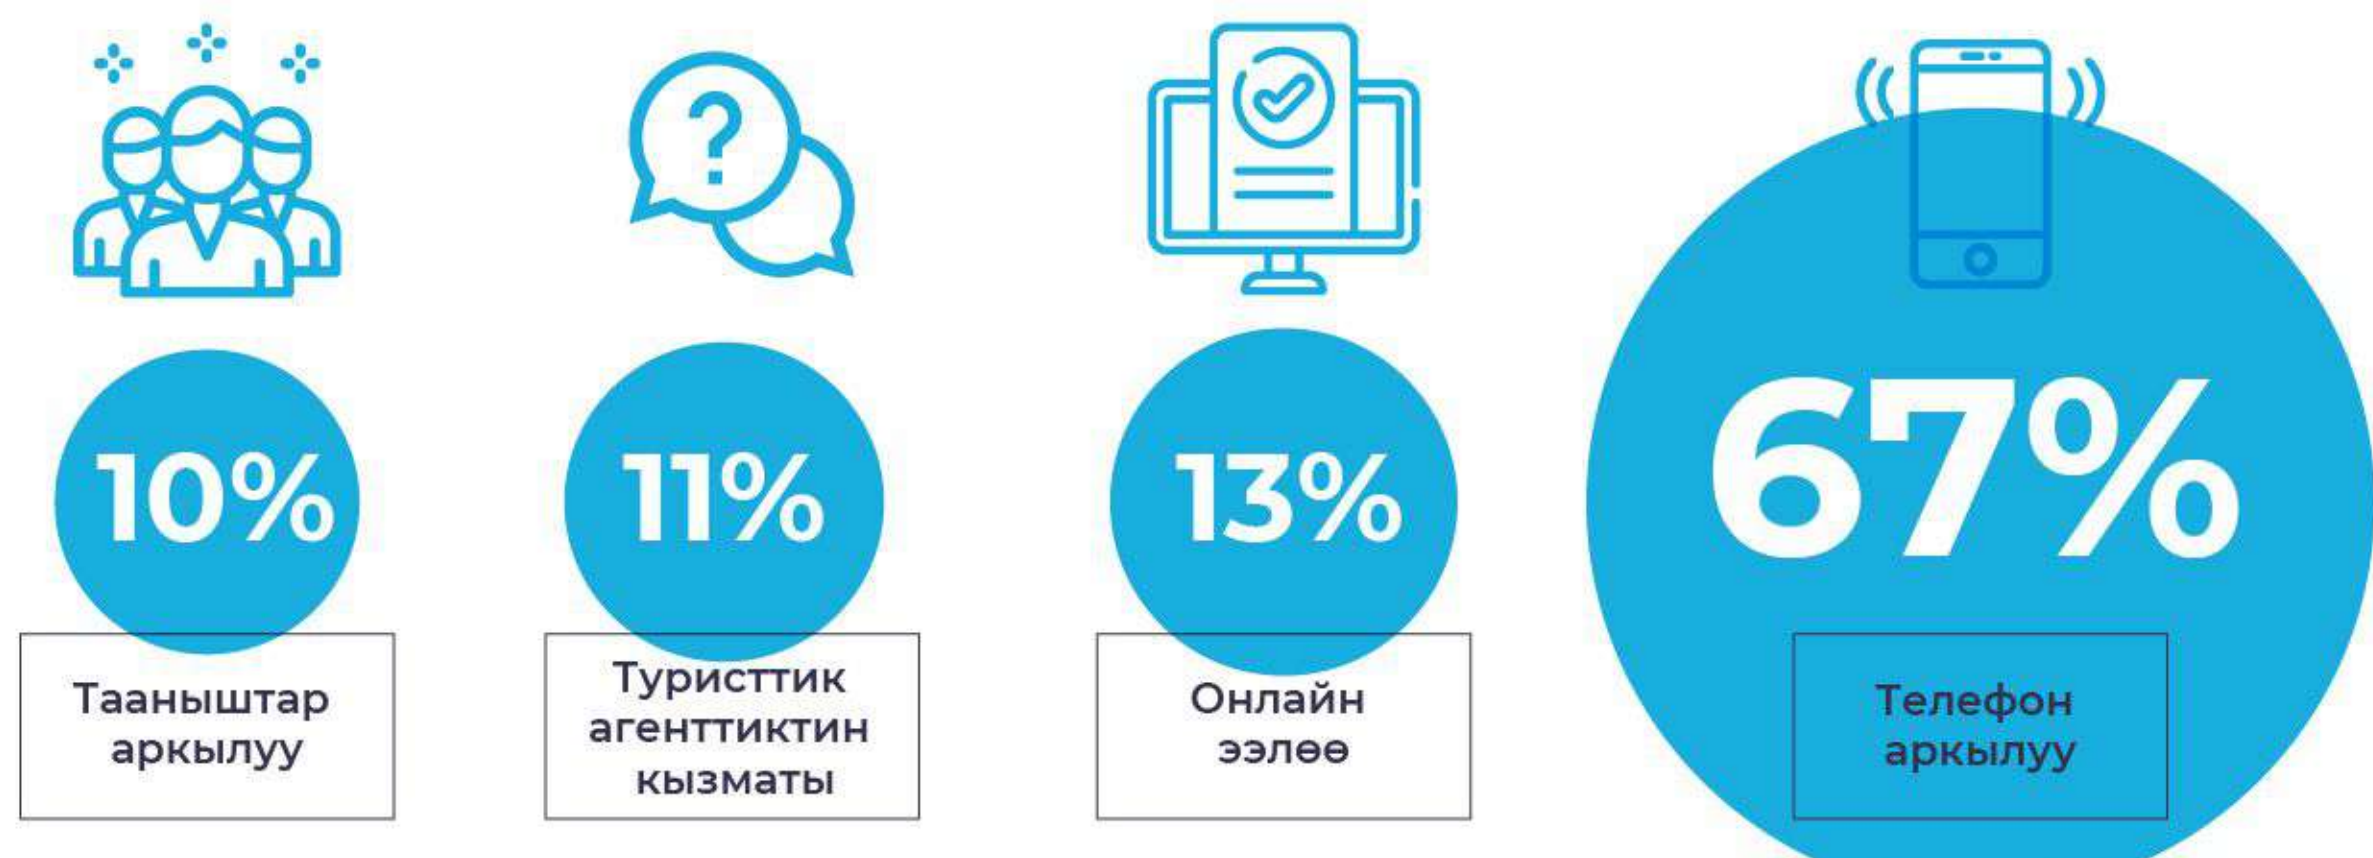 10%
11%
13%
67%
Тааныштар
аркылуу
Туристтик
агенттиктин
кызматы
Онлайн
ээлөө
Телефон
аркылуу